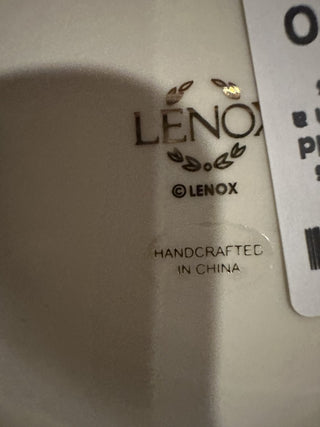 LENOX
© LENOX
HANDCRAFTED
IN CHINA